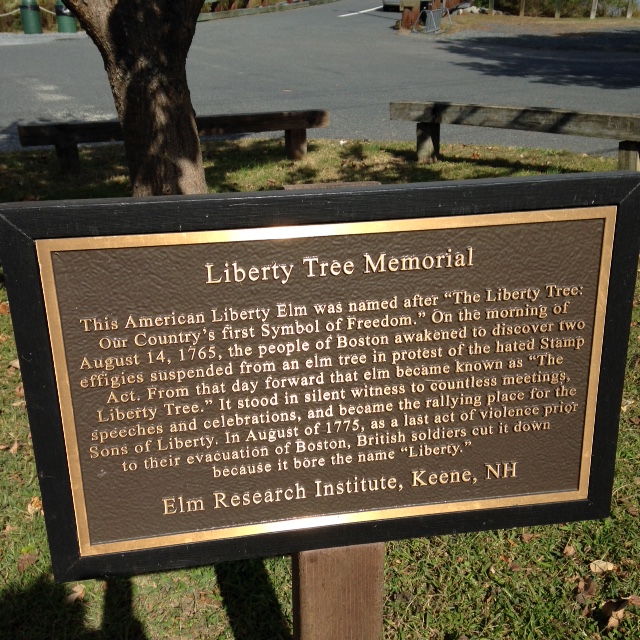 Liberty Tree Memorial
This American Liberty Elm was named after “The Liberty Tree:
Our Country's first Symbol of Freedom.” On the morning of
August 14, 1765, the people of Boston awakened to discover two
effigies suspended from an elm tree in protest of the hated Stamp
Act. From that day forward that elm became known as “The
Liberty Tree.” It stood in silent witness to countless meetings,
speeches and celebrations, and became the rallying place for the
Sons of Liberty. In August of 1775, as a last act of violence prior
to their evacuation of Boston, British soldiers cut it down
because it bore the name “Liberty.”
Elm Research Institute, Keene, NH